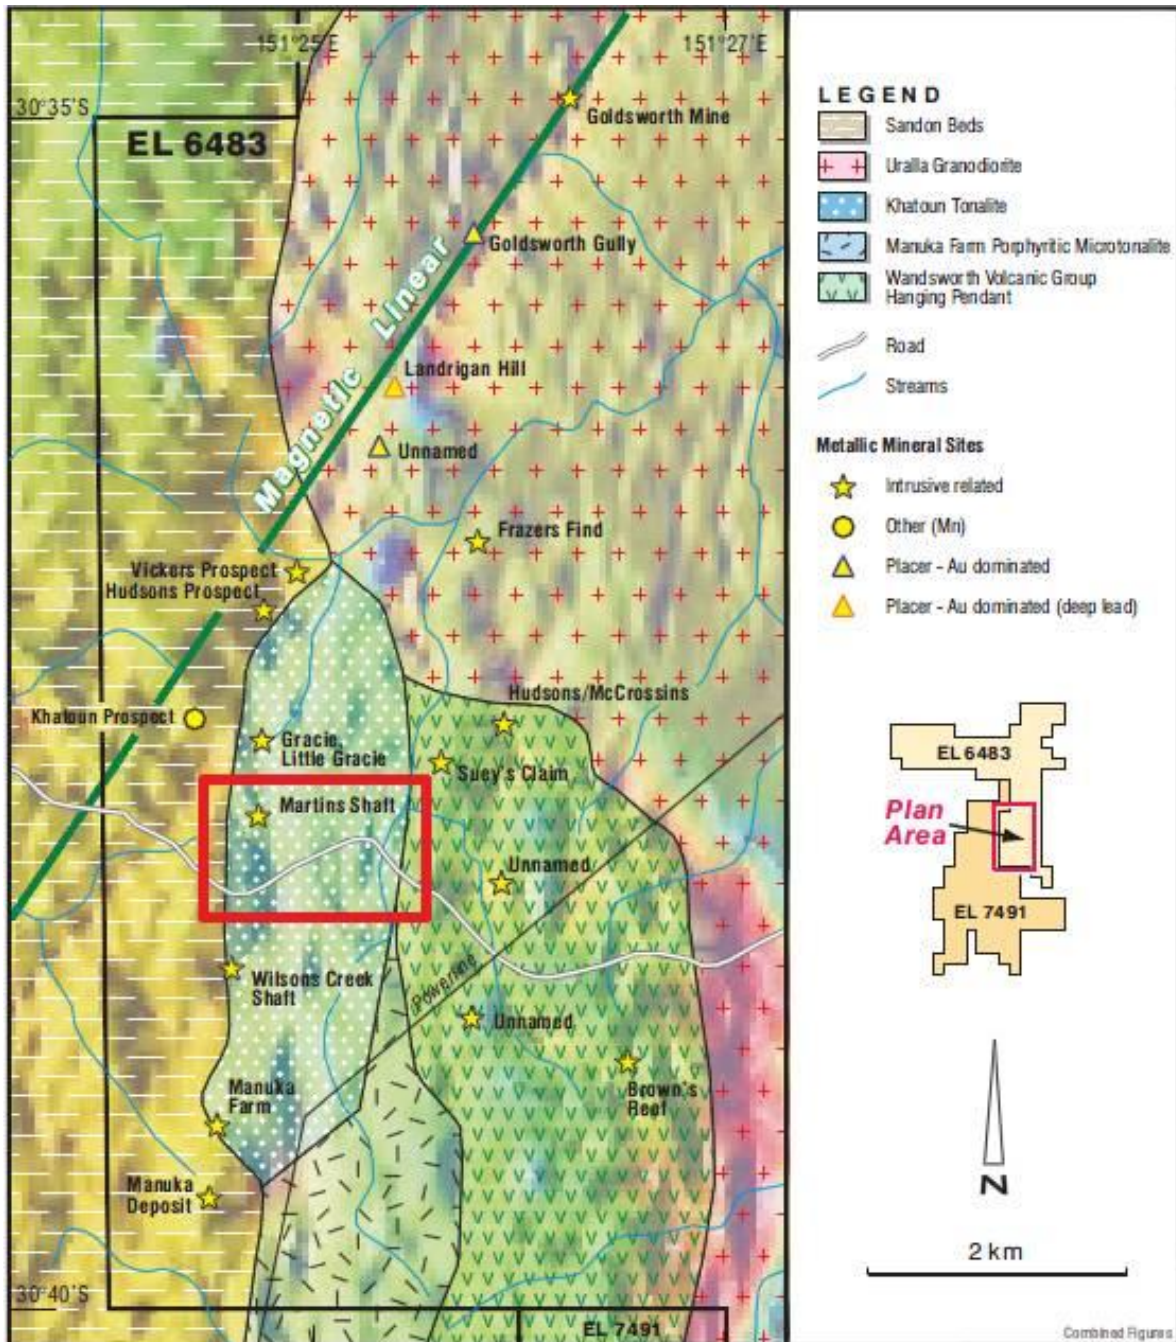 151°25'E
151°27'E
30°35'S
EL 6483
Goldsworth Mine
Goldsworth Gully
Magnetic Linear
Landrigan Hill
Unnamed
Frazers Find
Vickers Prospect
Hudsons Prospect
Khatoun Prospect
Hudsons/McCrossins
Gracie,
Little Gracie
Suey's Claim
Martins Shaft
Unnamed
Wilsons Creek
Shaft
Powerline
Unnamed
Manuka
Farm
Brown's
Reef
Manuka
Deposit
30°40'S
EL 7491
LEGEND
Sandon Beds
Uralla Granodiorite
Khatoun Tonalite
Manuka Farm Porphyritic Microtonalite
Wandsworth Volcanic Group
Hanging Pendant
Road
Streams
Metallic Mineral Sites
Intrusive related
Other (Mn)
Placer - Au dominated
Placer - Au dominated (deep lead)
EL 6483
Plan
Area
EL 7491
N
2 km
Combined Figures